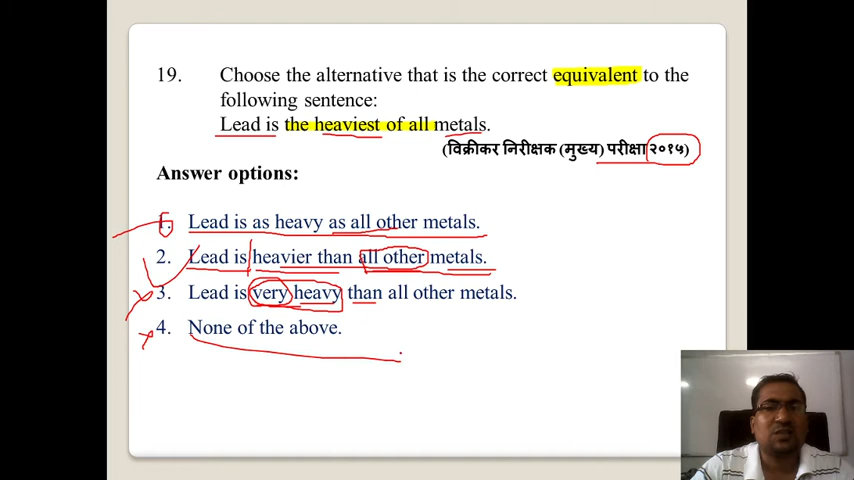 19. Choose the alternative that is the correct equivalent to the
following sentence:
Lead is the heaviest of all metals.
(विक्रीकर निरीक्षक (मुख्य) परीक्षा २०१५)
Answer options:
1. Lead is as heavy as all other metals.
2. Lead is heavier than all other metals.
3. Lead is very heavy than all other metals.
4. None of the above.